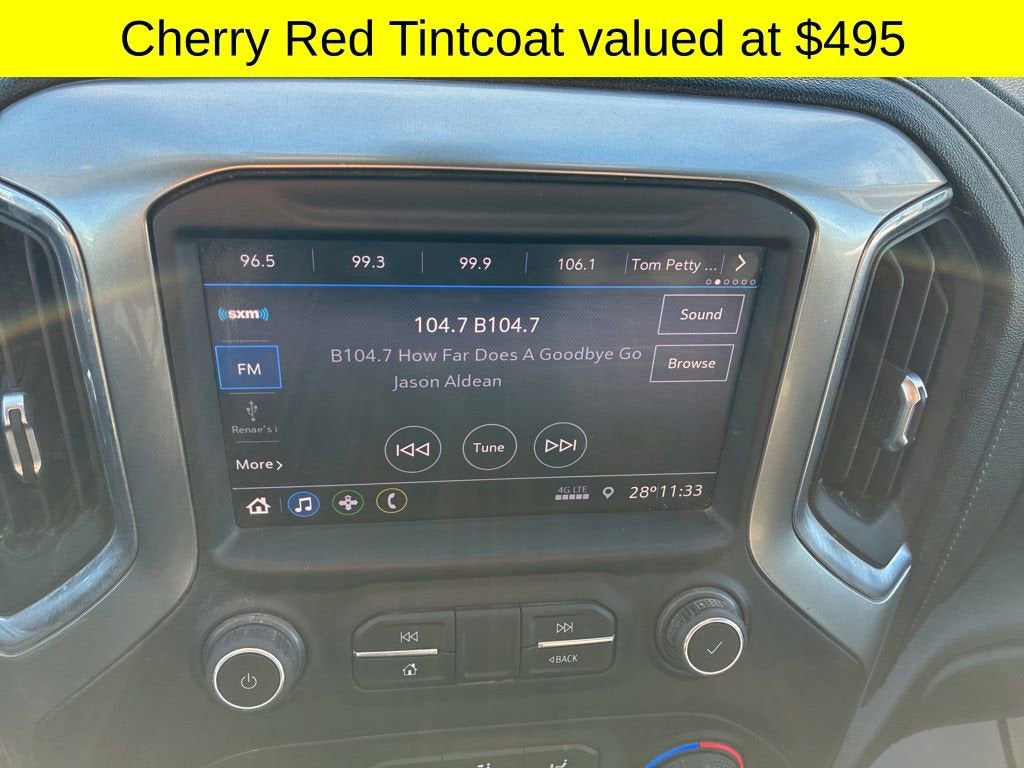 Cherry Red Tintcoat valued at $495
96.5 99.3 99.9 106.1 Tom Petty ...
sxm
Sound
104.7 B104.7
FM
B104.7 How Far Does A Goodbye Go
Browse
Jason Aldean
Renae's i
Tune
More
4G LTE
28° 11:33
BACK